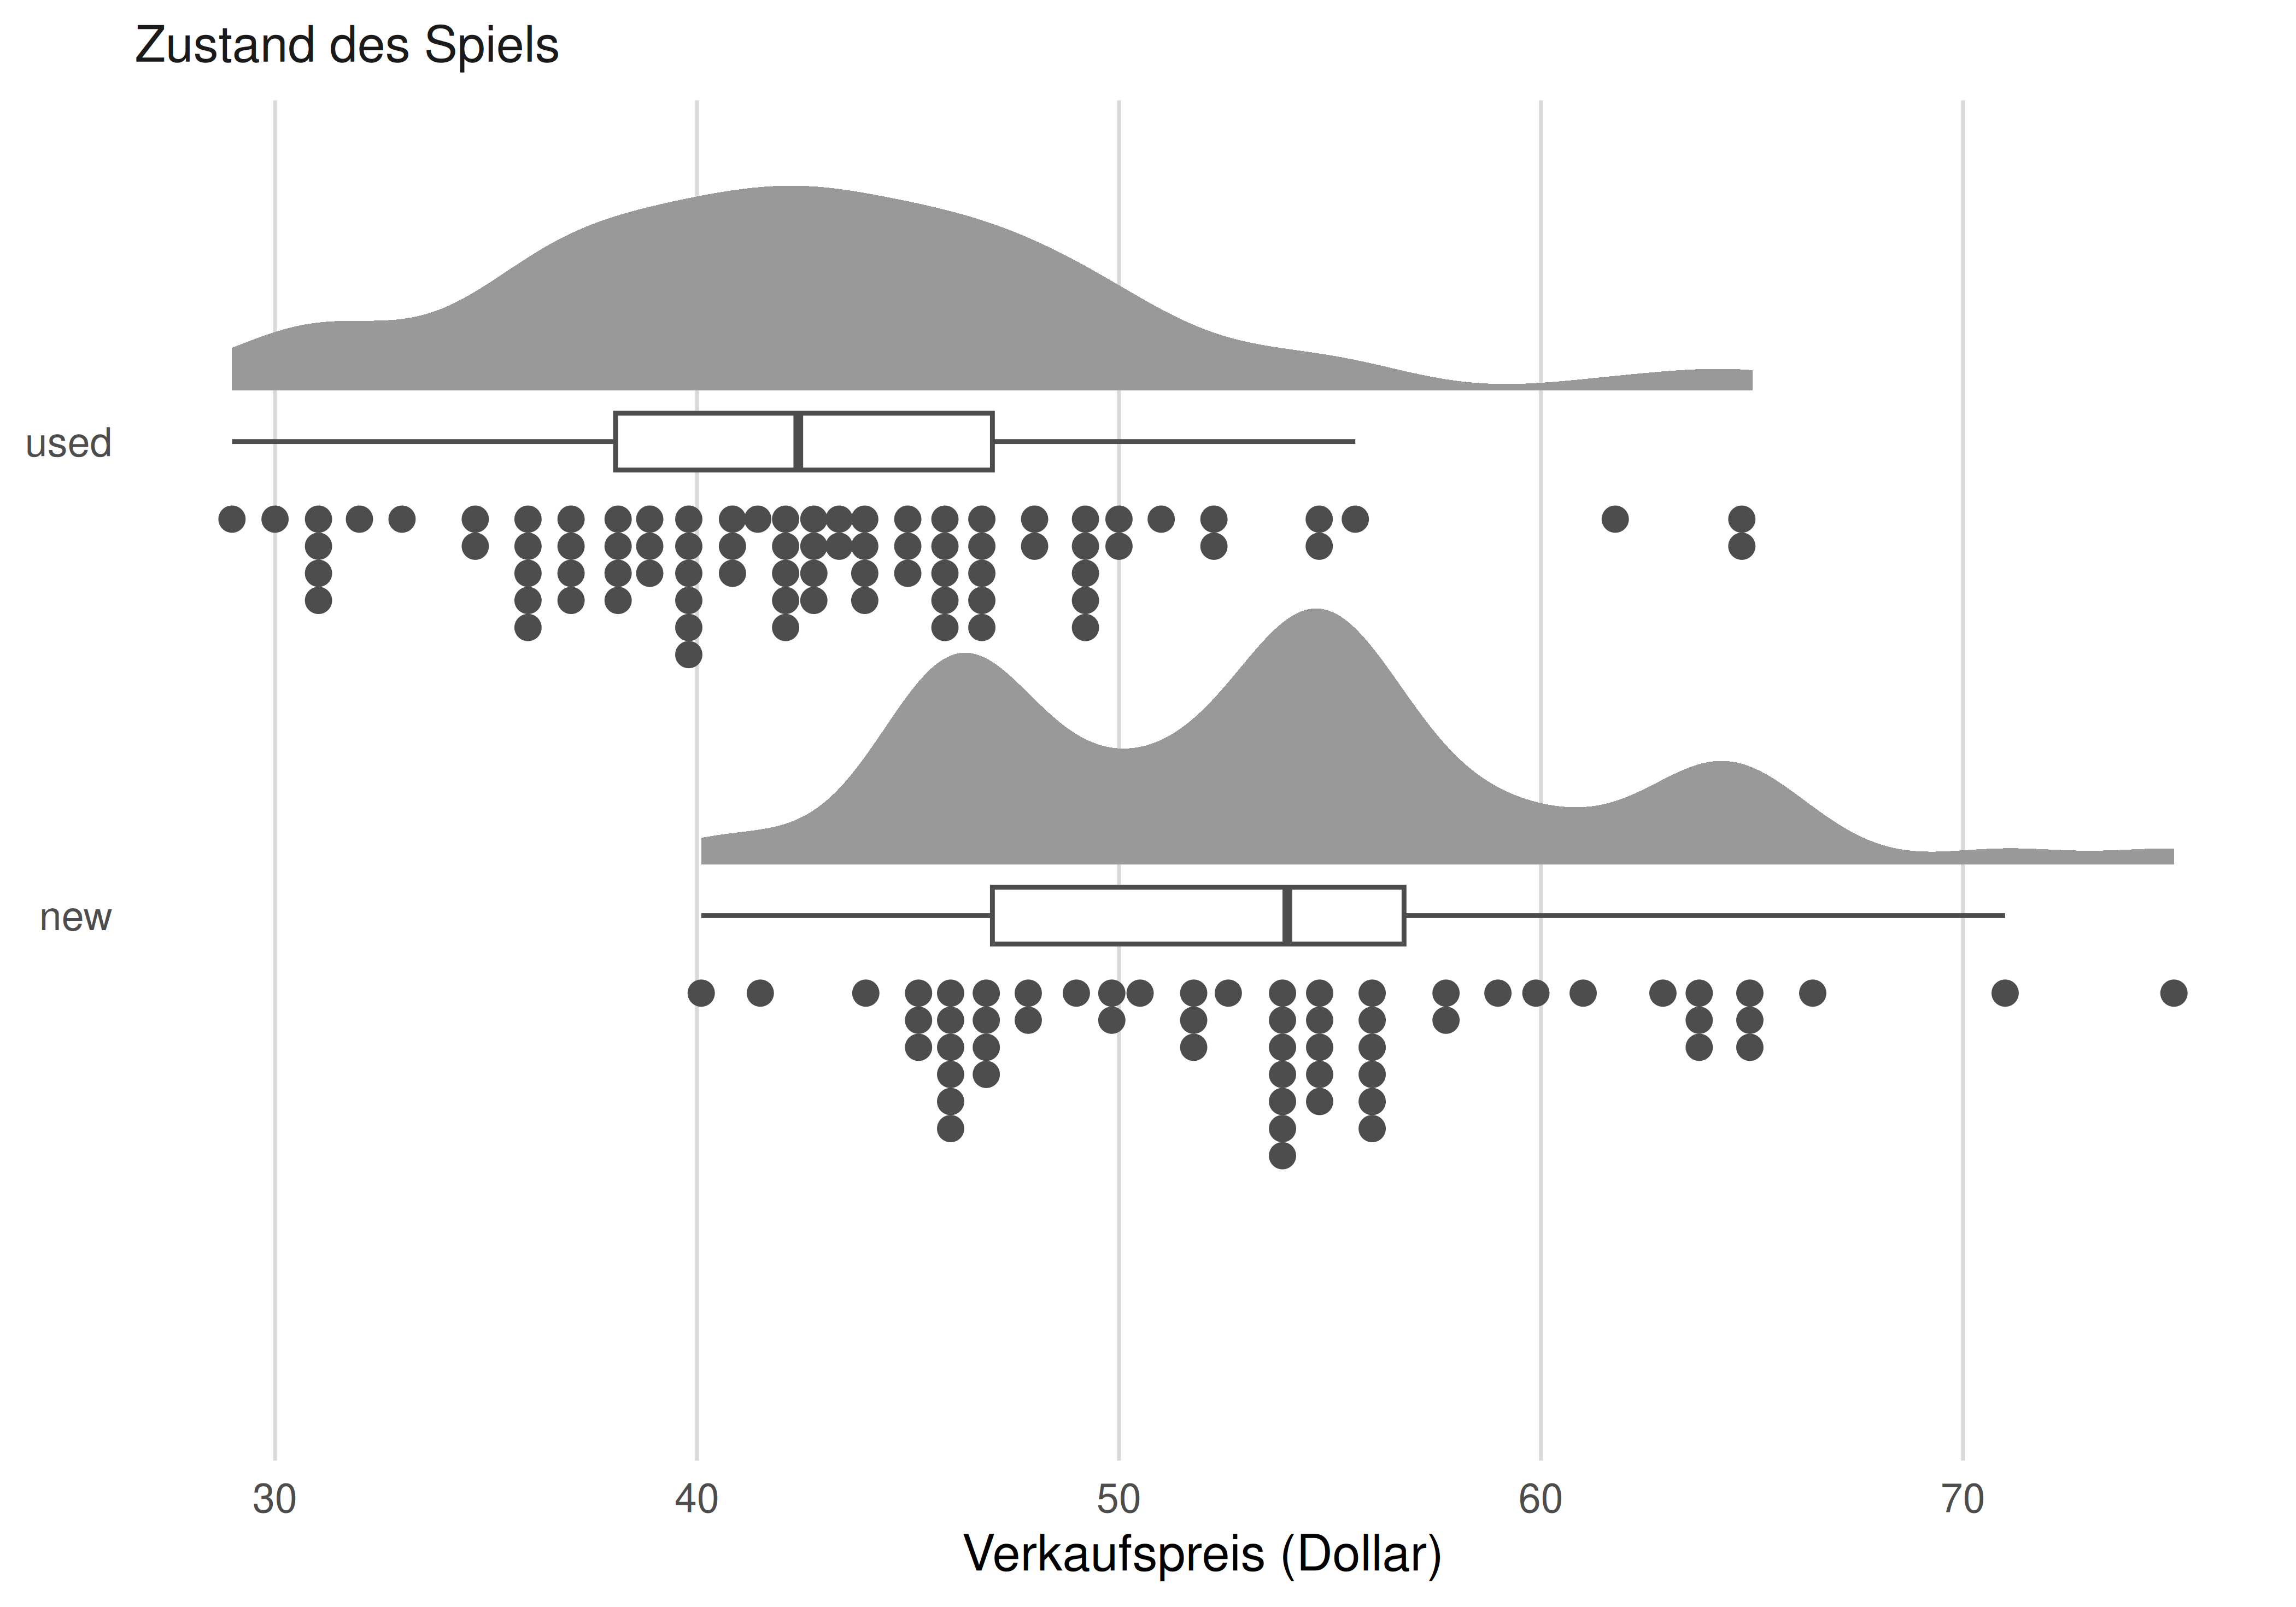 Zustand des Spiels
used
new
30 40 50 60 70
Verkaufspreis (Dollar)